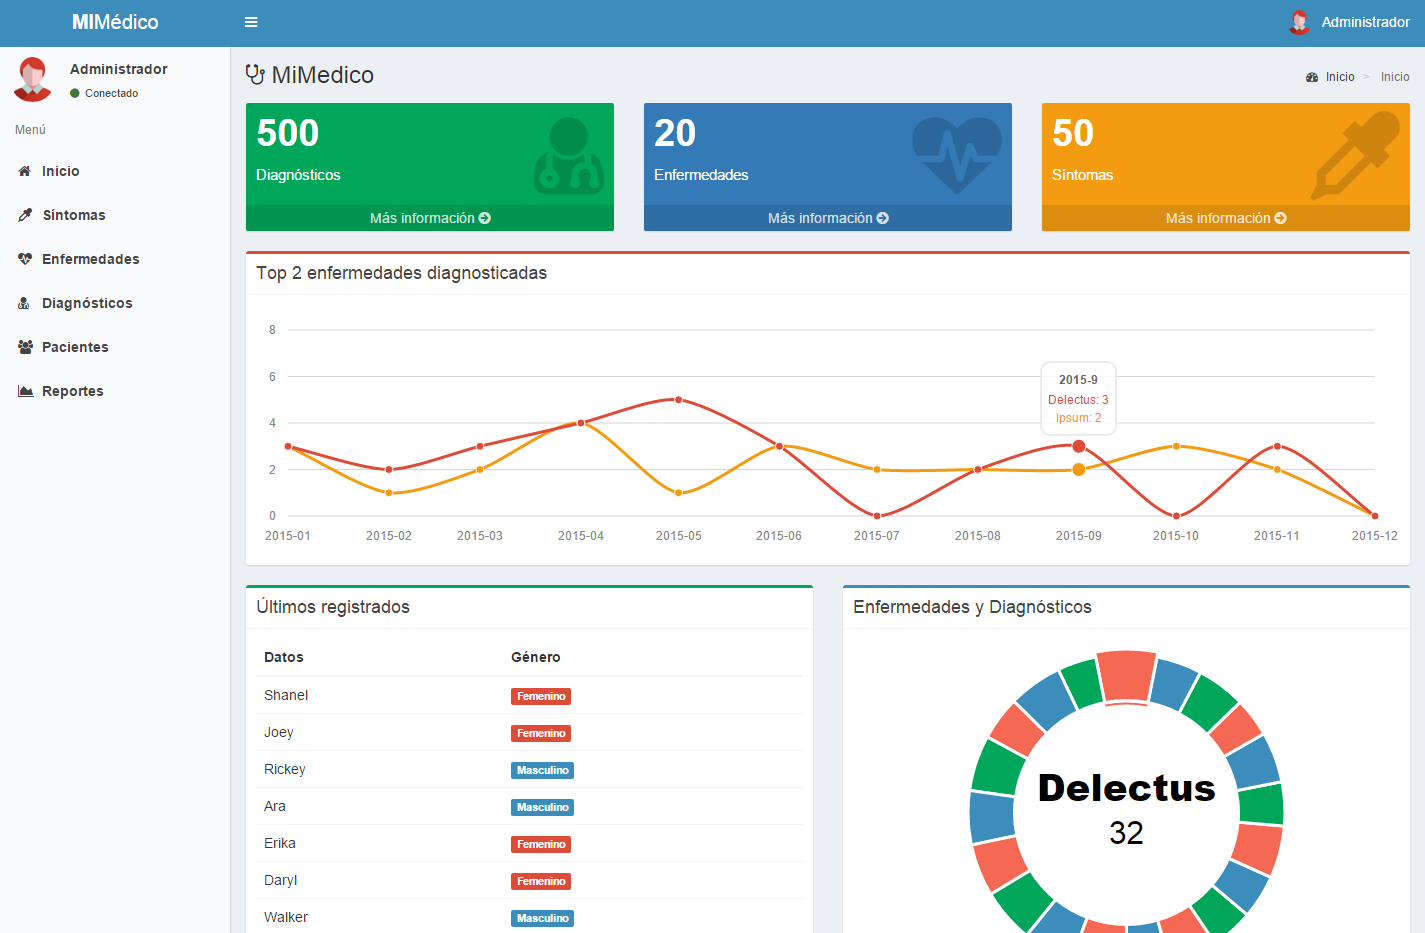 MIMédico
Administrador
Administrador
Conectado
Menú
Inicio
Síntomas
Enfermedades
Diagnósticos
Pacientes
Reportes
MiMedico
Inicio > Inicio
500
Diagnósticos
Más información
20
Enfermedades
Más información
50
Síntomas
Más información
Top 2 enfermedades diagnosticadas
8
6
4
2
0
2015-9
Delectus: 3
Ipsum: 2
2015-01 2015-02 2015-03 2015-04 2015-05 2015-06 2015-07 2015-08 2015-09 2015-10 2015-11 2015-12
Últimos registrados
Datos Género
Shanel Femenino
Joey Femenino
Rickey Masculino
Ara Masculino
Erika Femenino
Daryl Femenino
Walker Masculino
Enfermedades y Diagnósticos
Delectus
32